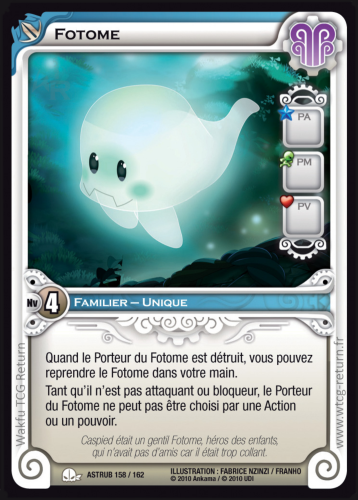 FOTOME
PA
PM
PV
Nv 4 FAMILIER – UNIQUE
Quand le Porteur du Fotome est détruit, vous pouvez
reprendre le Fotome dans votre main.
Tant qu'il n'est pas attaquant ou bloqueur, le Porteur
du Fotome ne peut pas être choisi par une Action
ou un pouvoir.
Caspied était un gentil Fotome, héros des enfants,
qui n'avait pas d'amis car il était trop collant.
ASTRUB 158 / 162
ILLUSTRATION : FABRICE NZINZI / FRANHO
© 2010 Ankama / © 2010 UDI
Wakfu TCG Return
www.wtcg-return.fr